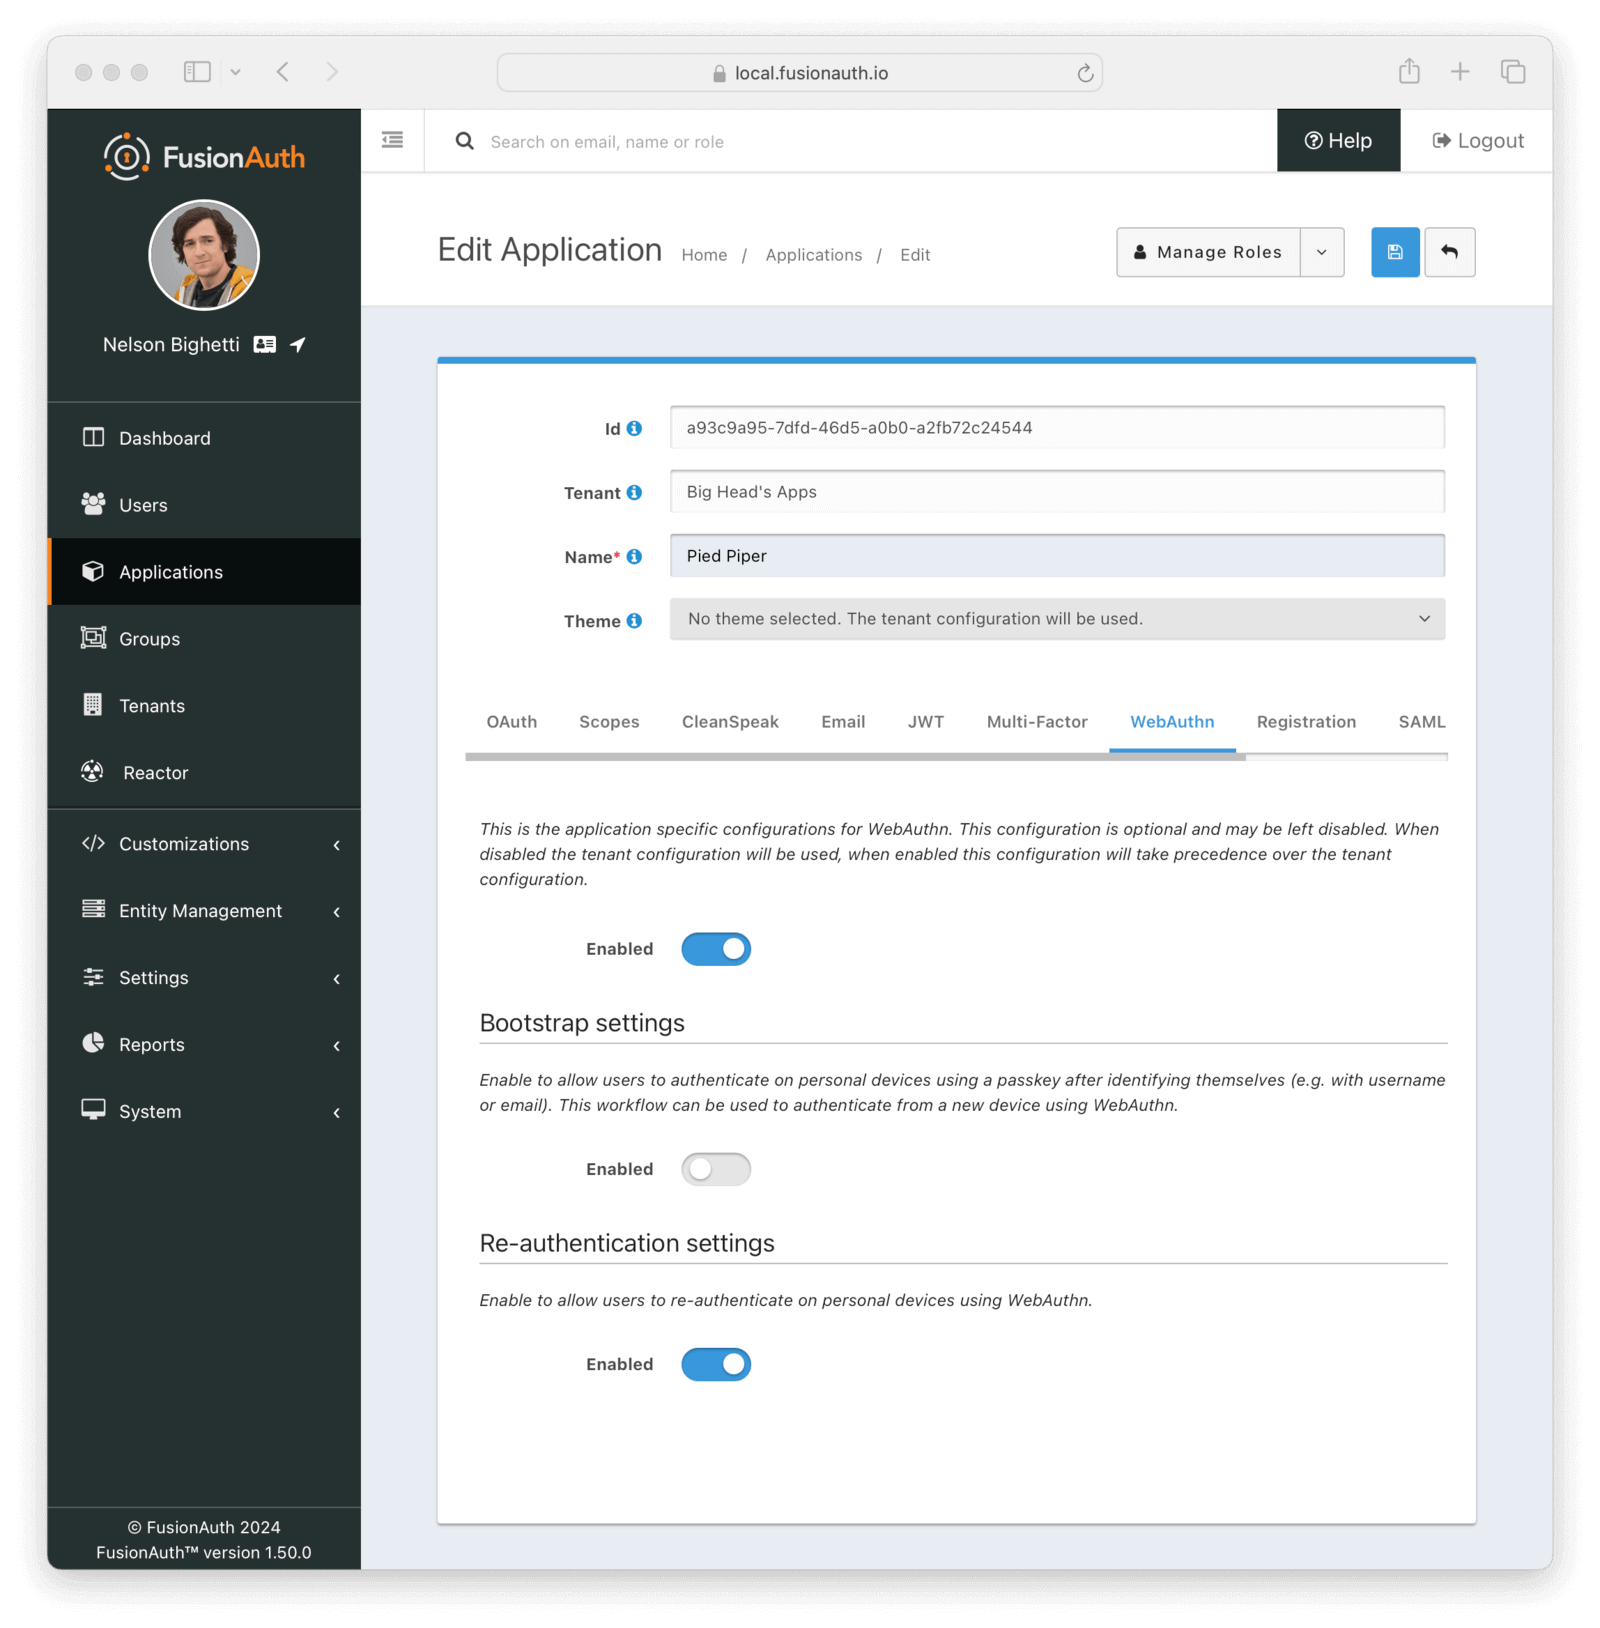 local.fusionauth.io
FusionAuth
Search on email, name or role
Help
Logout
Nelson Bighetti
Edit Application
Home / Applications / Edit
Manage Roles
Dashboard
Users
Applications
Groups
Tenants
Reactor
Customizations
Entity Management
Settings
Reports
System
© FusionAuth 2024
FusionAuth™ version 1.50.0
Id a93c9a95-7dfd-46d5-a0b0-a2fb72c24544
Tenant Big Head's Apps
Name* Pied Piper
Theme No theme selected. The tenant configuration will be used.
OAuth Scopes CleanSpeak Email JWT Multi-Factor WebAuthn Registration SAML
This is the application specific configurations for WebAuthn. This configuration is optional and may be left disabled. When
disabled the tenant configuration will be used, when enabled this configuration will take precedence over the tenant
configuration.
Enabled
Bootstrap settings
Enable to allow users to authenticate on personal devices using a passkey after identifying themselves (e.g. with username
or email). This workflow can be used to authenticate from a new device using WebAuthn.
Enabled
Re-authentication settings
Enable to allow users to re-authenticate on personal devices using WebAuthn.
Enabled